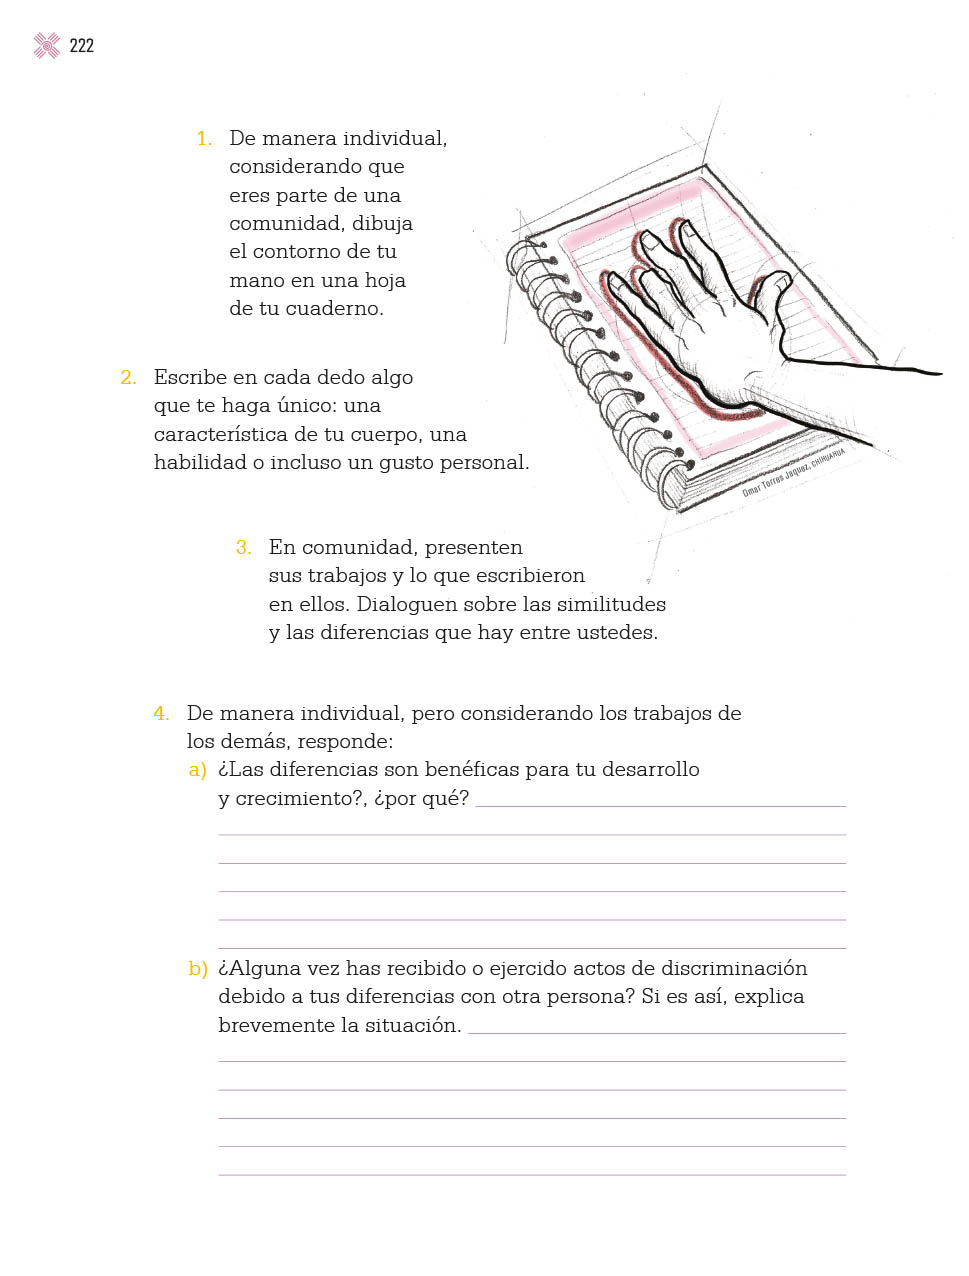 222
1. De manera individual,
considerando que
eres parte de una
comunidad, dibuja
el contorno de tu
mano en una hoja
de tu cuaderno.
2. Escribe en cada dedo algo
que te haga único: una
característica de tu cuerpo, una
habilidad o incluso un gusto personal.
Omar Torres Jaquez, CHIHUAHUA
3. En comunidad, presenten
sus trabajos y lo que escribieron
en ellos. Dialoguen sobre las similitudes
y las diferencias que hay entre ustedes.
4. De manera individual, pero considerando los trabajos de
los demás, responde:
a) ¿Las diferencias son benéficas para tu desarrollo
y crecimiento?, ¿por qué?
b) ¿Alguna vez has recibido o ejercido actos de discriminación
debido a tus diferencias con otra persona? Si es así, explica
brevemente la situación.